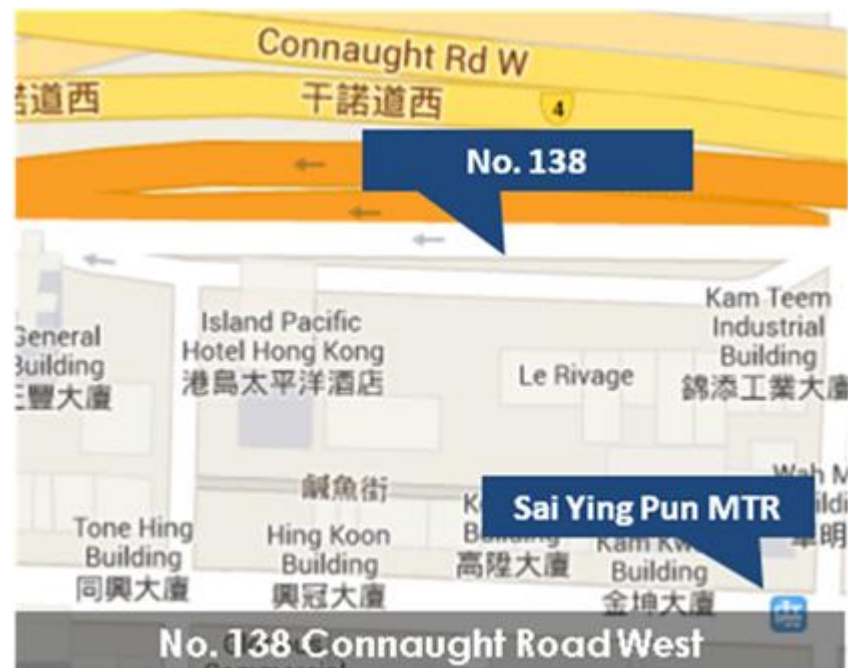 Connaught Rd W
諾道西
干諾道西
4
No. 138
Kam Teem
Industrial
Building
錦添工業大廈
General
Building
豐大廈
Island Pacific
Hotel Hong Kong
港島太平洋酒店
Le Rivage
鹹魚街
Sai Ying Pun MTR
Tone Hing
Building
同興大廈
Hing Koon
Building
興冠大廈
高陞大廈
Building
金坤大廈
No. 138 Connaught Road West